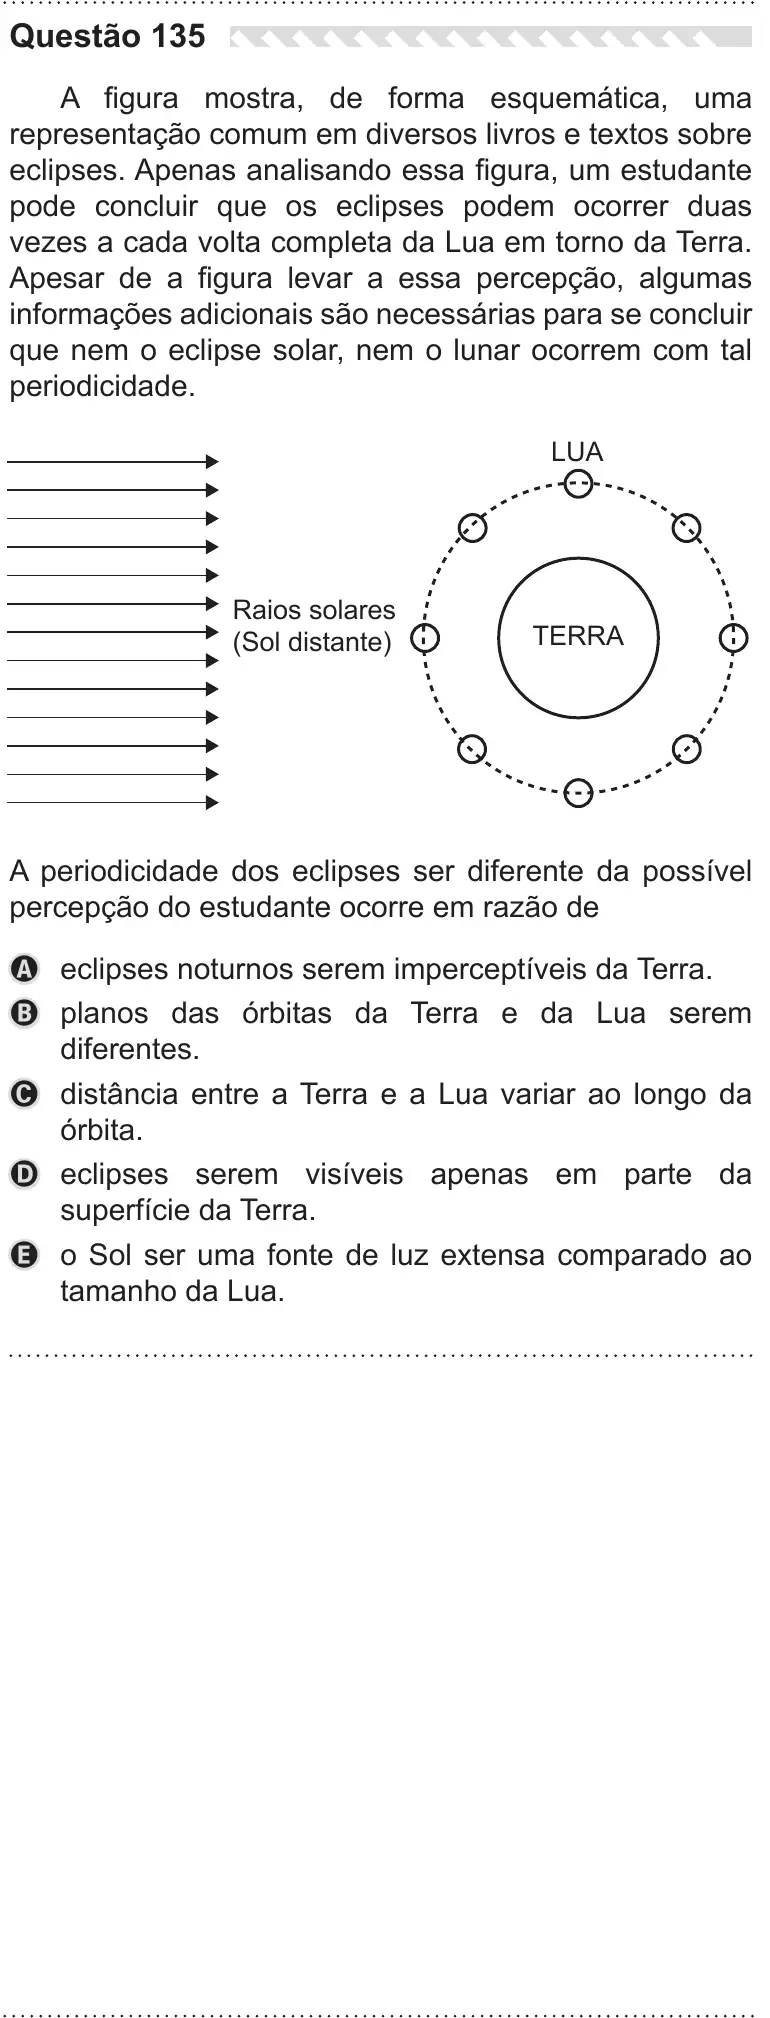 Questão 135
A figura mostra, de forma esquemática, uma
representação comum em diversos livros e textos sobre
eclipses. Apenas analisando essa figura, um estudante
pode concluir que os eclipses podem ocorrer duas
vezes a cada volta completa da Lua em torno da Terra.
Apesar de a figura levar a essa percepção, algumas
informações adicionais são necessárias para se concluir
que nem o eclipse solar, nem o lunar ocorrem com tal
periodicidade.
LUA
Raios solares
(Sol distante)
TERRA
A periodicidade dos eclipses ser diferente da possível
percepção do estudante ocorre em razão de
A eclipses noturnos serem imperceptíveis da Terra.
B planos das órbitas da Terra e da Lua serem
diferentes.
C distância entre a Terra e a Lua variar ao longo da
órbita.
D eclipses serem visíveis apenas em parte da
superfície da Terra.
E o Sol ser uma fonte de luz extensa comparado ao
tamanho da Lua.